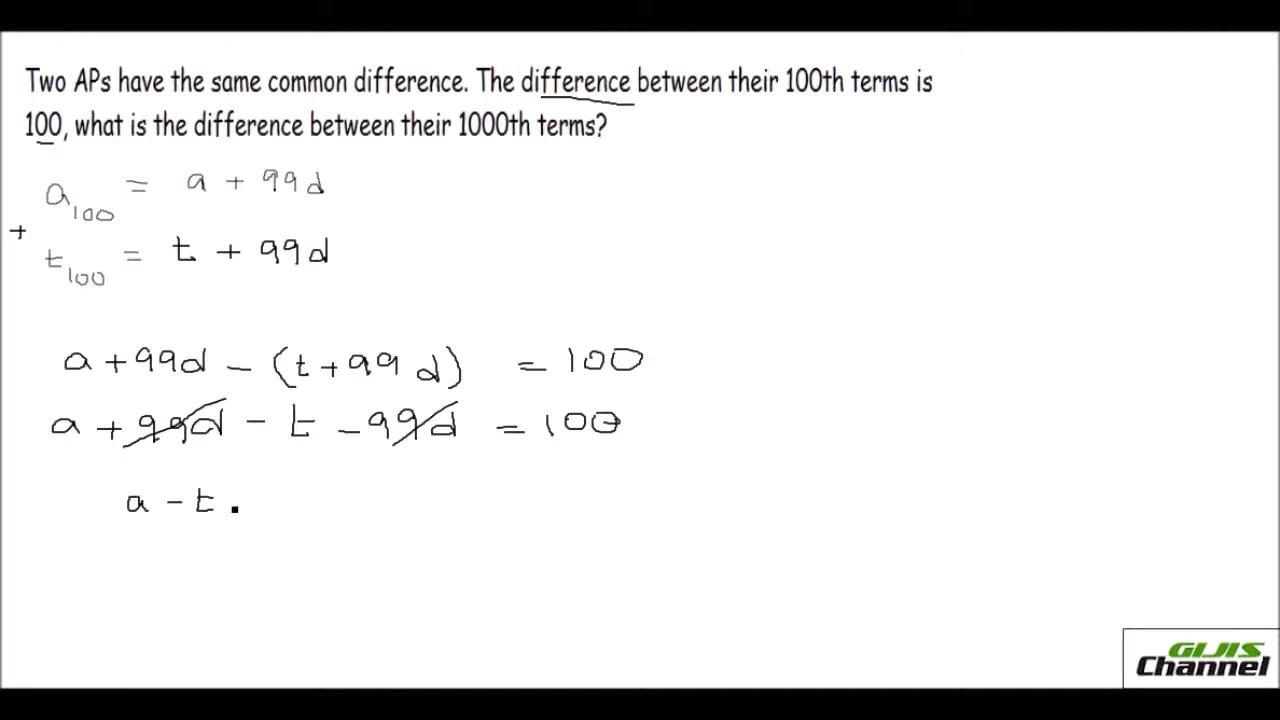 Two APs have the same common difference. The difference between their 100th terms is
100, what is the difference between their 1000th terms?
a100 = a + 99d
+
t100 = t + 99d
a + 99d - (t + 99 d) = 100
a + 99d - t - 99d = 100
a - t .
GIJIS
Channel